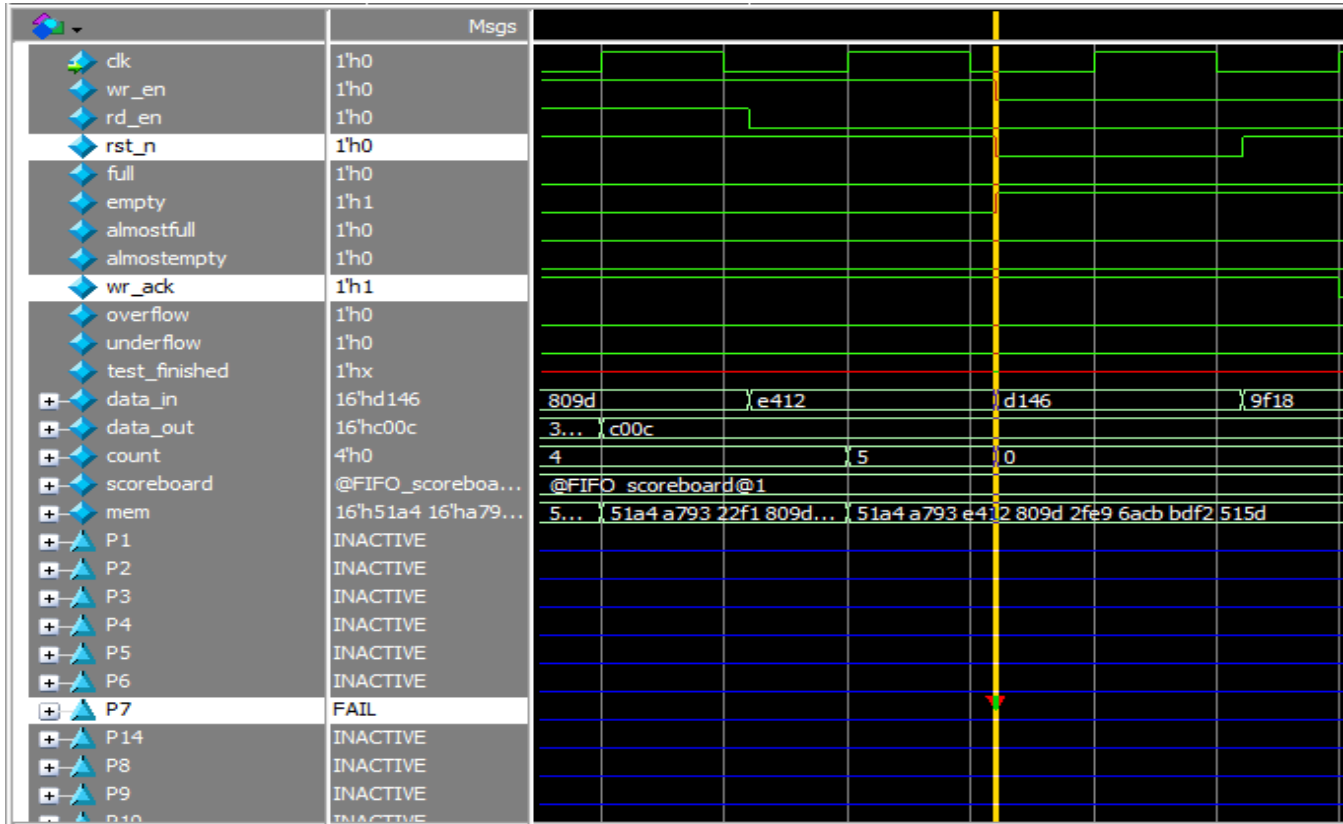 Msgs
clk 1'h0
wr_en 1'h0
rd_en 1'h0
rst_n 1'h0
full 1'h0
empty 1'h1
almostfull 1'h0
almostempty 1'h0
wr_ack 1'h1
overflow 1'h0
underflow 1'h0
test_finished 1'hx
data_in 16'hd146 809d e412 d146 9f18
data_out 16'hc00c 3... c00c
count 4'h0 4 5 0
scoreboard @FIFO_scoreboa... @FIFO_scoreboard@1
mem 16'h51a4 16'ha79... 5... 51a4 a793 22f1 809d... 51a4 a793 e412 809d 2fe9 6acb bdf2 515d
P1 INACTIVE
P2 INACTIVE
P3 INACTIVE
P4 INACTIVE
P5 INACTIVE
P6 INACTIVE
P7 FAIL
P14 INACTIVE
P8 INACTIVE
P9 INACTIVE
P10 INACTIVE